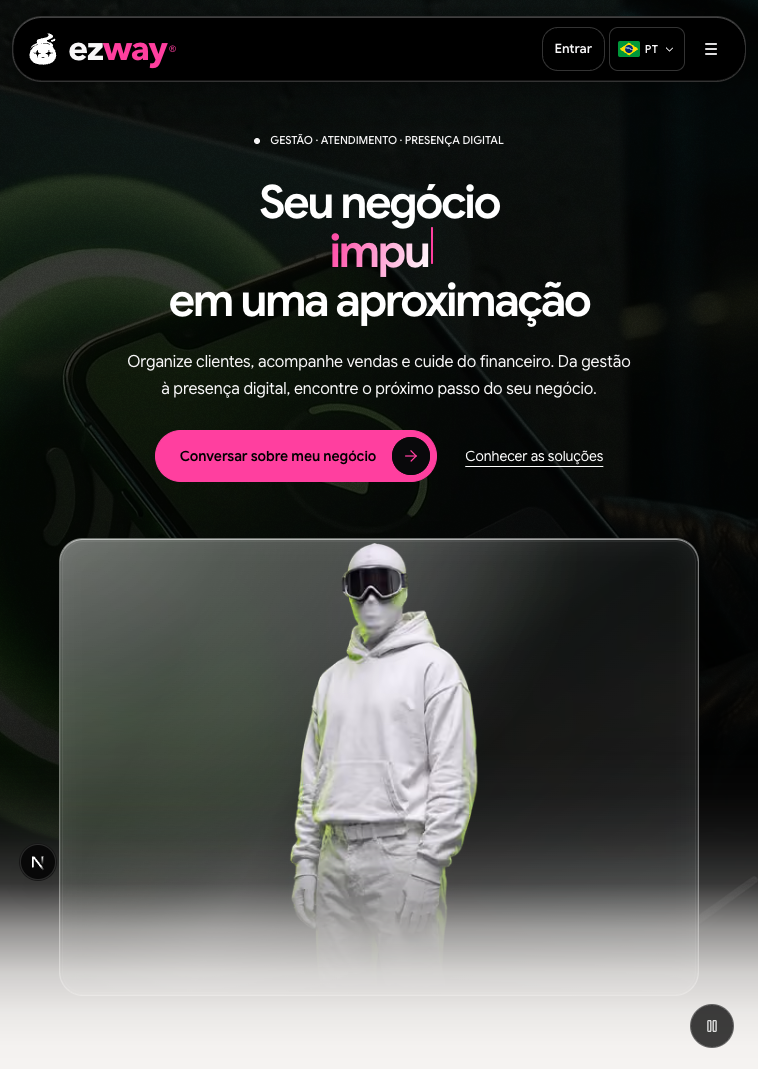 ezway®
Entrar
PT
GESTÃO · ATENDIMENTO · PRESENÇA DIGITAL
Seu negócio
impu
em uma aproximação
Organize clientes, acompanhe vendas e cuide do financeiro. Da gestão
à presença digital, encontre o próximo passo do seu negócio.
Conversar sobre meu negócio
Conhecer as soluções
N